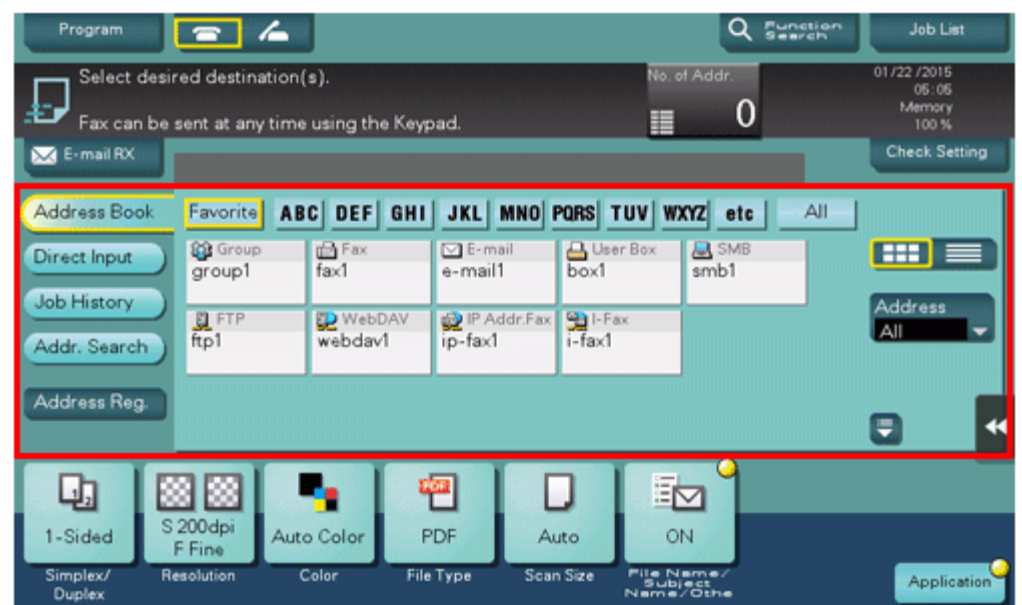 Program
Function
Search
Job List
Select desired destination(s).
No. of Addr.
01/22/2015
05:05
Memory
100 %
0
Fax can be sent at any time using the Keypad.
E-mail RX
Check Setting
Address Book
Favorite ABC DEF GHI JKL MNO PQRS TUV WXYZ etc All
Direct Input
Group
group1
Fax
fax1
E-mail
e-mail1
User Box
box1
SMB
smb1
Job History
Address
All
FTP
ftp1
WebDAV
webdav1
IP Addr.Fax
ip-fax1
I-Fax
i-fax1
Addr. Search
Address Reg.
1 2
1-Sided
S 200dpi
F Fine
Auto Color
PDF
PDF
Auto
ON
Simplex/
Duplex
Resolution
Color
File Type
Scan Size
File Name/
Subject
Name/Othe
Application